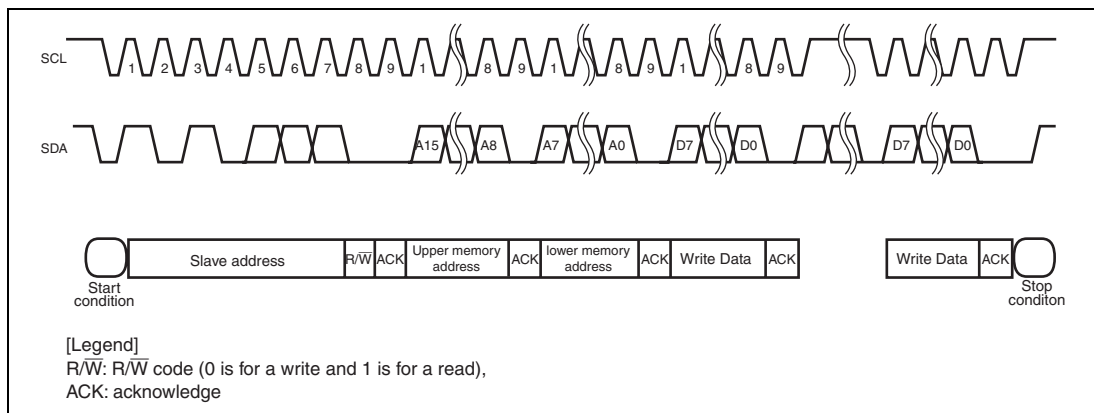 SCL
1 2 3 4 5 6 7 8 9 1 8 9 1 8 9 1 8 9
SDA
A15 A8 A7 A0 D7 D0 D7 D0
Slave address R/W̅ ACK Upper memory address ACK lower memory address ACK Write Data ACK Write Data ACK
Start condition
Stop conditon
[Legend]
R/W̅: R/W̅ code (0 is for a write and 1 is for a read),
ACK: acknowledge